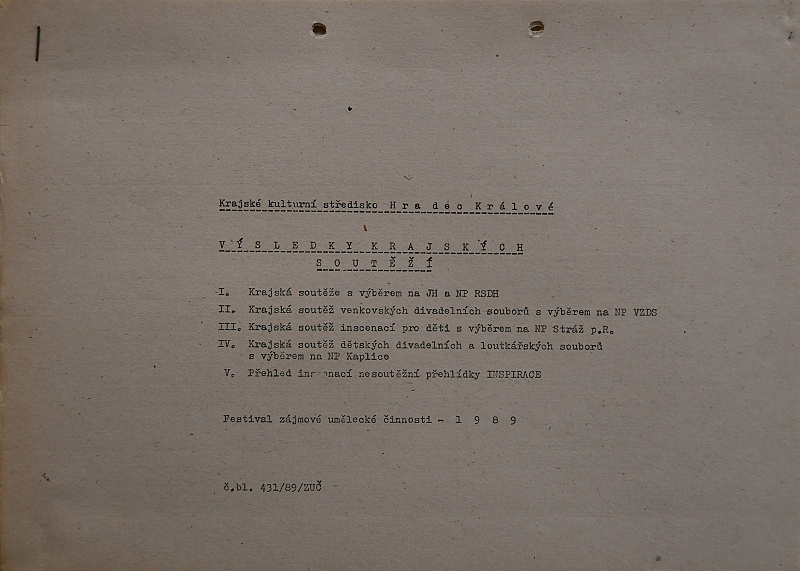 Krajské kulturní středisko H r a d e c  K r á l o v é
V Ý S L E D K Y  K R A J S K Ý C H
S O U T Ě Ž Í
I. Krajská soutěže s výběrem na JH a NP RSDH
II. Krajská soutěž venkovských divadelních souborů s výběrem na NP VZDS
III. Krajská soutěž inscenací pro děti s výběrem na NP Stráž p.R.
IV. Krajská soutěž dětských divadelních a loutkářských souborů
s výběrem na NP Kaplice
V. Přehled nesoutěžní přehlídky INSPIRACE
Festival zájmové umělecké činnosti - 1 9 8 9
č.bl. 431/89/ZUČ